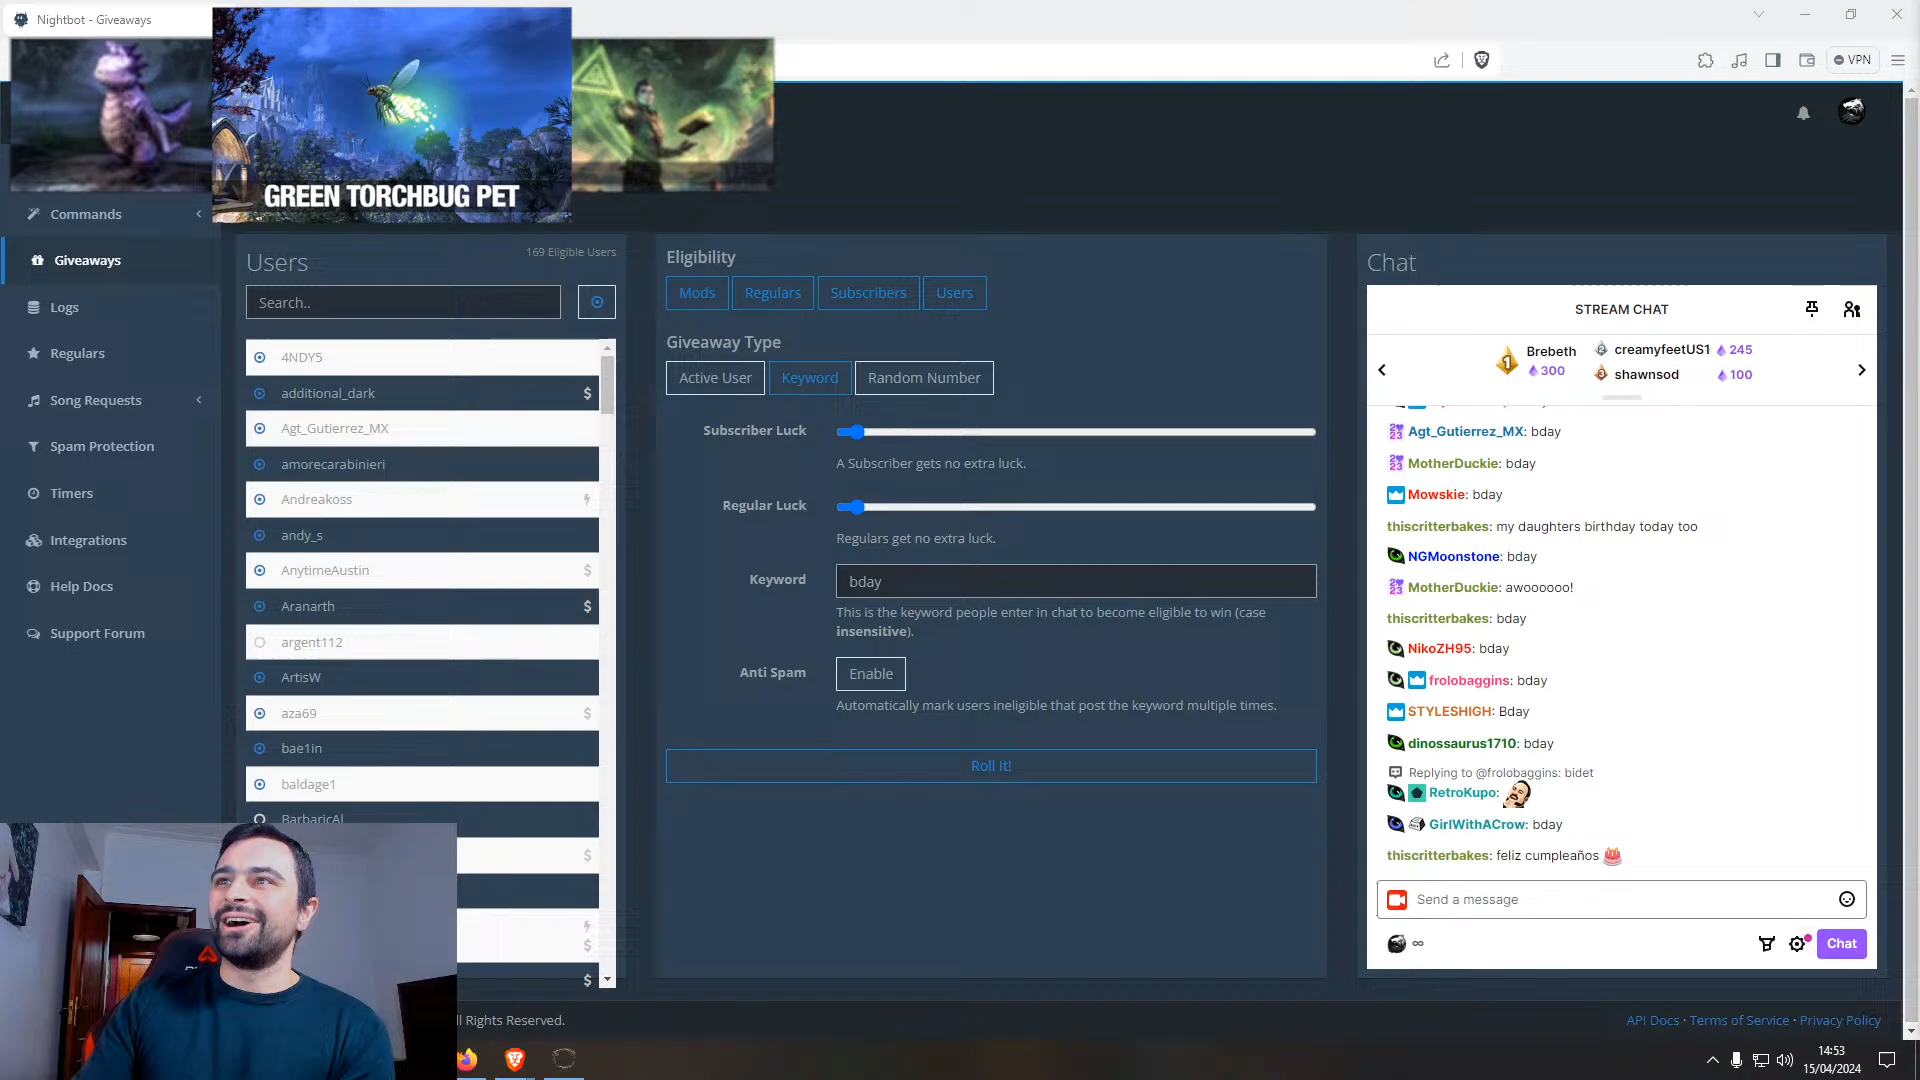 Nightbot - Giveaways
VPN
GREEN TORCHBUG PET
Commands
Giveaways
Logs
Regulars
Song Requests
Spam Protection
Timers
Integrations
Help Docs
Support Forum
Users
169 Eligible Users
Search..
4NDY5
additional_dark $
Agt_Gutierrez_MX
amorecarabinieri
Andreakoss
andy_s
AnytimeAustin $
Aranarth $
argent112
ArtisW
aza69 $
bae1in
baldage1
BarbaricAl
$
$
$
Eligibility
Mods Regulars Subscribers Users
Giveaway Type
Active User Keyword Random Number
Subscriber Luck
A Subscriber gets no extra luck.
Regular Luck
Regulars get no extra luck.
Keyword bday
This is the keyword people enter in chat to become eligible to win (case
insensitive).
Anti Spam Enable
Automatically mark users ineligible that post the keyword multiple times.
Roll It!
Chat
STREAM CHAT
1 Brebeth 300
2 creamyfeetUS1 245
3 shawnsod 100
Agt_Gutierrez_MX: bday
MotherDuckie: bday
Mowskie: bday
thiscritterbakes: my daughters birthday today too
NGMoonstone: bday
MotherDuckie: awoooooo!
thiscritterbakes: bday
NikoZH95: bday
frolobaggins: bday
STYLESHIGH: Bday
dinossaurus1710: bday
Replying to @frolobaggins: bidet
RetroKupo:
GirlWithACrow: bday
thiscritterbakes: feliz cumpleaños
Send a message
∞
Chat
ll Rights Reserved.
API Docs · Terms of Service · Privacy Policy
14:53
15/04/2024